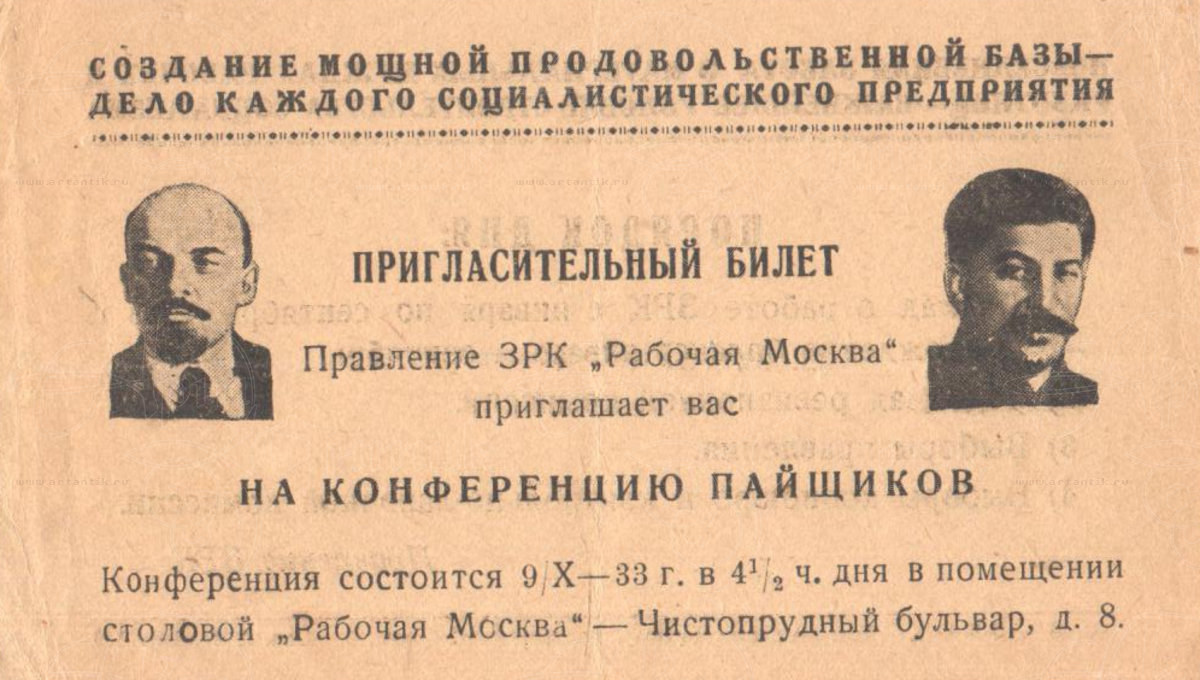 СОЗДАНИЕ МОЩНОЙ ПРОДОВОЛЬСТВЕННОЙ БАЗЫ—
ДЕЛО КАЖДОГО СОЦИАЛИСТИЧЕСКОГО ПРЕДПРИЯТИЯ
ПРИГЛАСИТЕЛЬНЫЙ БИЛЕТ
Правление ЗРК „Рабочая Москва“
приглашает вас
НА КОНФЕРЕНЦИЮ ПАЙЩИКОВ
Конференция состоится 9/X—33 г. в 4¹/₂ ч. дня в помещении
столовой „Рабочая Москва“ — Чистопрудный бульвар, д. 8.